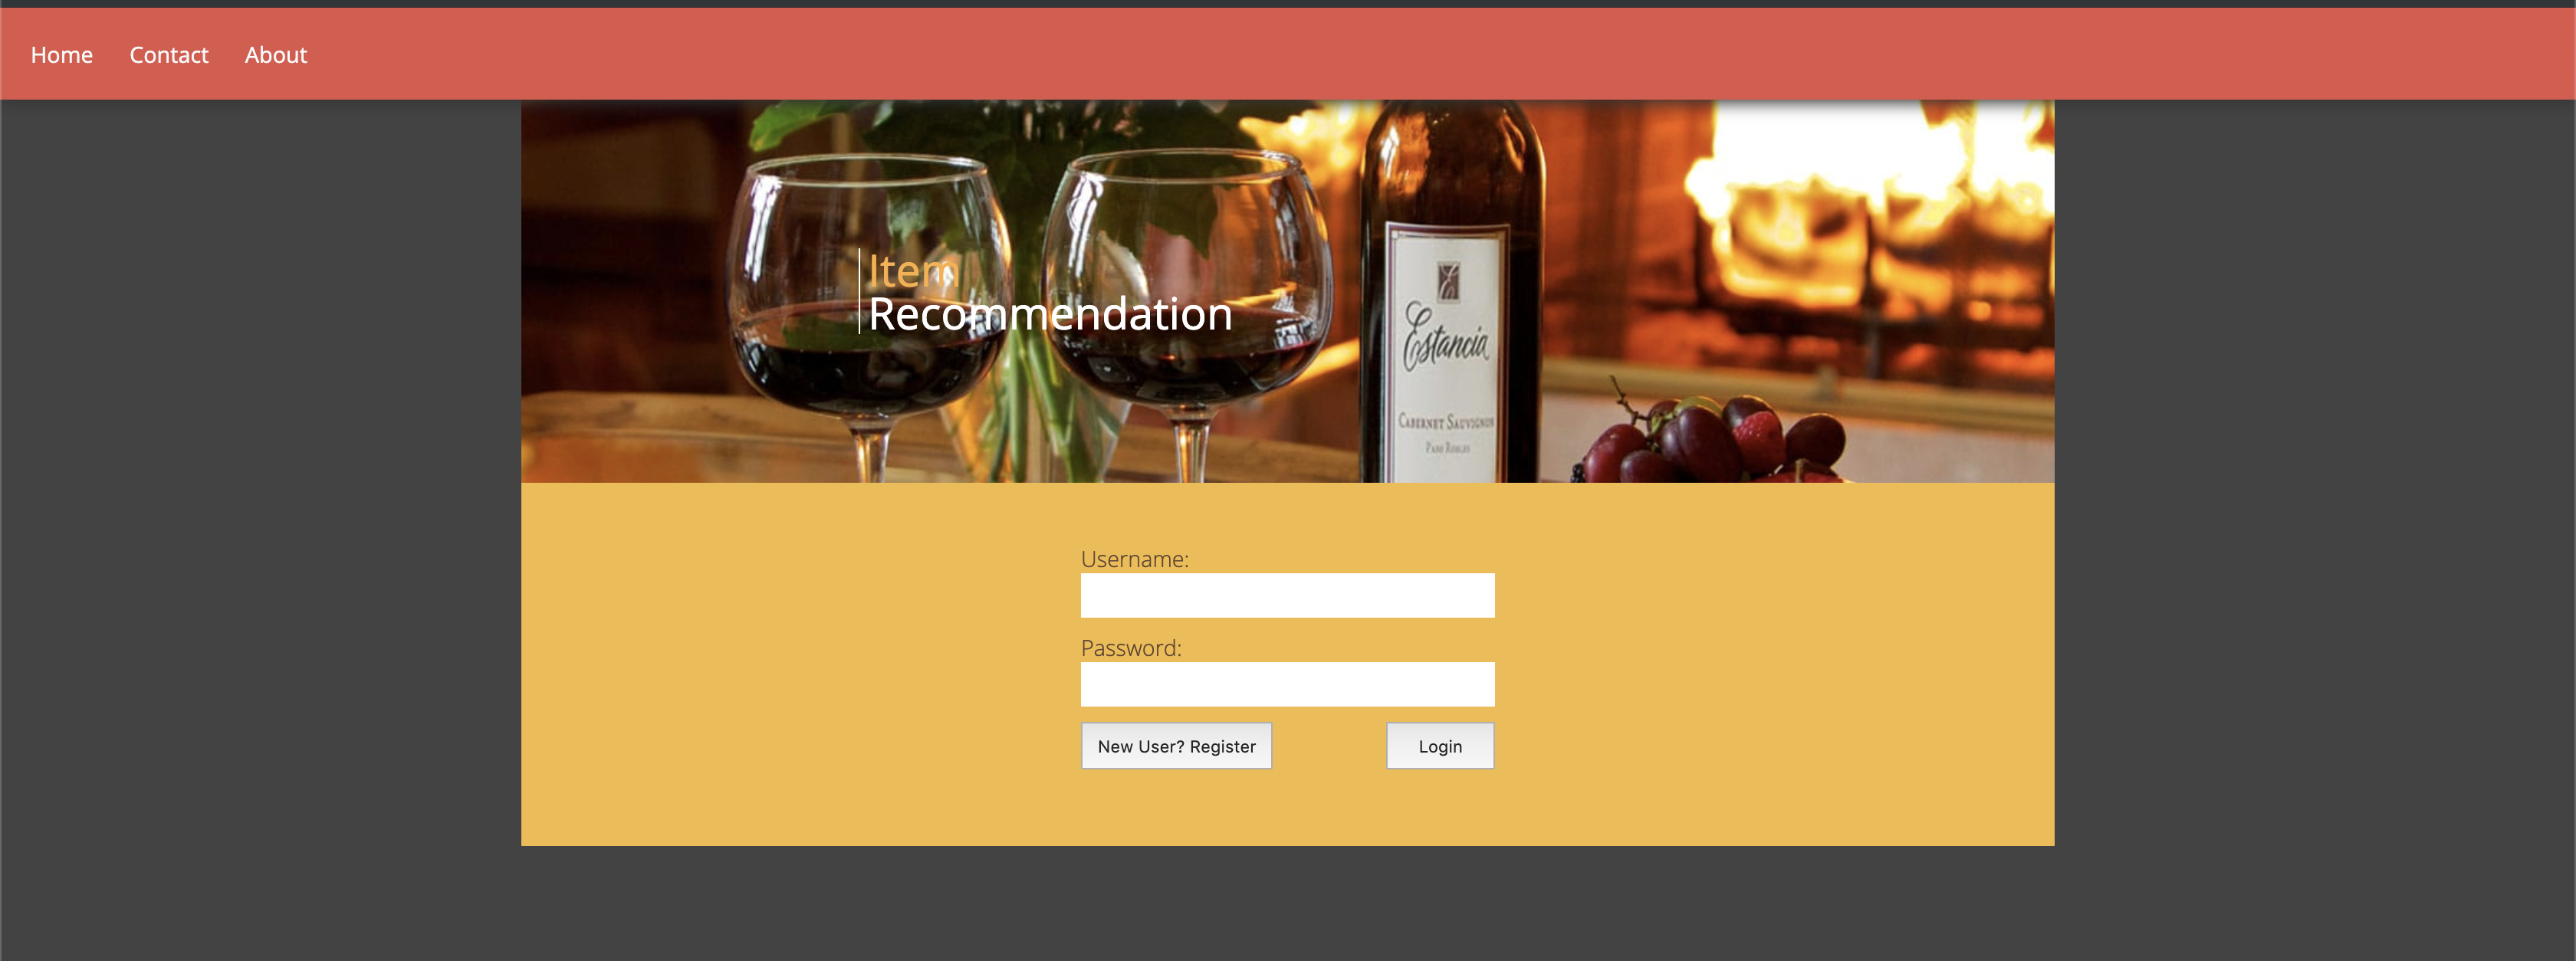 Home Contact About
Item
Recommendation
Estancia
CABERNET SAUVIGNON
PASO ROBLES
Username:
Password:
New User? Register Login